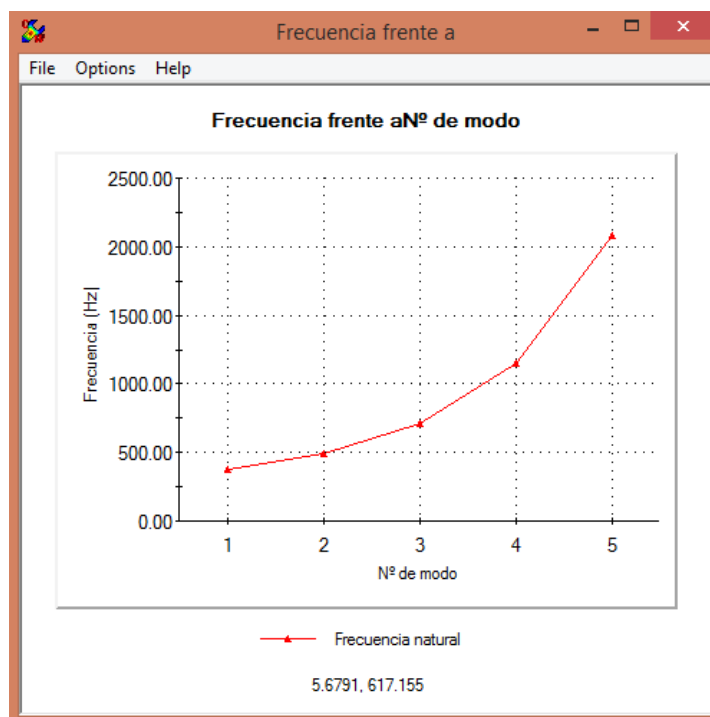 Frecuencia frente a
File Options Help
Frecuencia frente aNº de modo
2500.00
2000.00
1500.00
1000.00
500.00
0.00
Frecuencia (Hz|
1 2 3 4 5
Nº de modo
Frecuencia natural
5.6791, 617.155